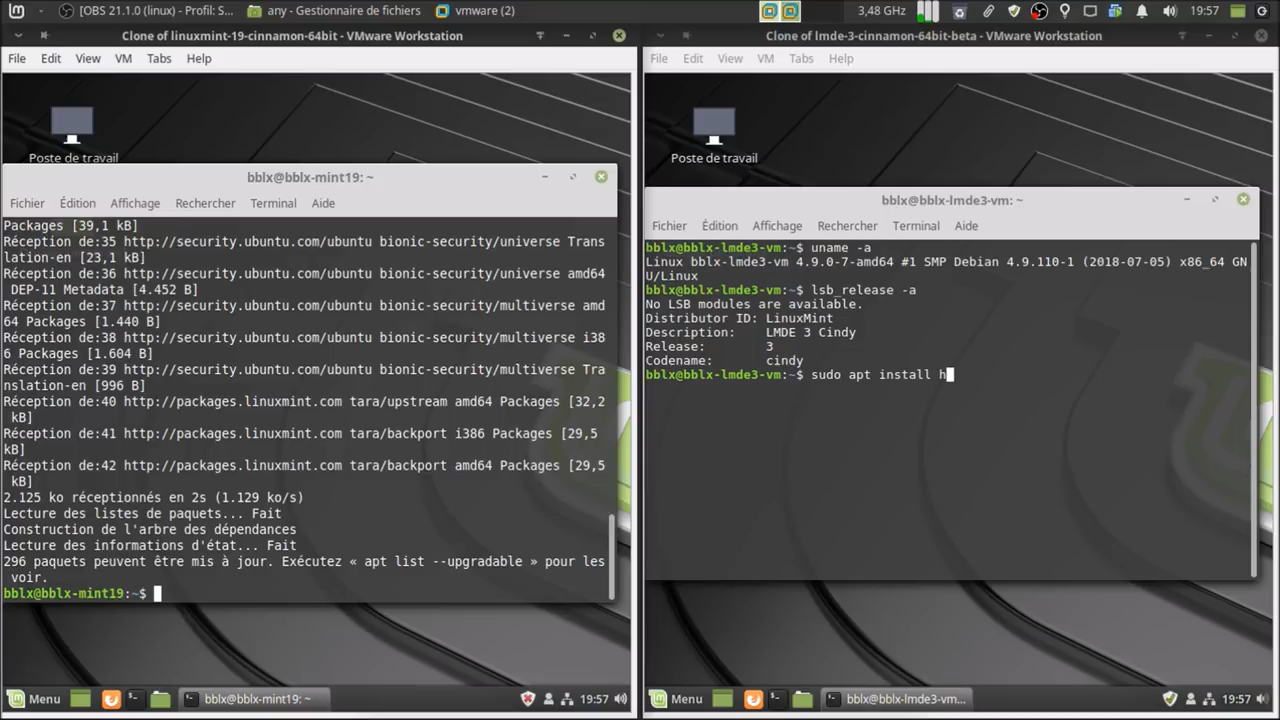 [OBS 21.1.0 (linux) - Profil: S...
any - Gestionnaire de fichiers
vmware (2)
3,48 GHz
19:57
Clone of linuxmint-19-cinnamon-64bit - VMware Workstation
File Edit View VM Tabs Help
Poste de travail
bblx@bblx-mint19: ~
Fichier Édition Affichage Rechercher Terminal Aide
Packages [39,1 kB]
Réception de:35 http://security.ubuntu.com/ubuntu bionic-security/universe Trans
lation-en [23,1 kB]
Réception de:36 http://security.ubuntu.com/ubuntu bionic-security/universe amd64
DEP-11 Metadata [4.452 B]
Réception de:37 http://security.ubuntu.com/ubuntu bionic-security/multiverse amd
64 Packages [1.440 B]
Réception de:38 http://security.ubuntu.com/ubuntu bionic-security/multiverse i38
6 Packages [1.604 B]
Réception de:39 http://security.ubuntu.com/ubuntu bionic-security/multiverse Tra
nslation-en [996 B]
Réception de:40 http://packages.linuxmint.com tara/upstream amd64 Packages [32,2
kB]
Réception de:41 http://packages.linuxmint.com tara/backport i386 Packages [29,5
kB]
Réception de:42 http://packages.linuxmint.com tara/backport amd64 Packages [29,5
kB]
2.125 ko réceptionnés en 2s (1.129 ko/s)
Lecture des listes de paquets... Fait
Construction de l'arbre des dépendances
Lecture des informations d'état... Fait
296 paquets peuvent être mis à jour. Exécutez « apt list --upgradable » pour les
voir.
bblx@bblx-mint19:~$
Menu
bblx@bblx-mint19: ~
19:57
Clone of lmde-3-cinnamon-64bit-beta - VMware Workstation
File Edit View VM Tabs Help
Poste de travail
bblx@bblx-lmde3-vm: ~
Fichier Édition Affichage Rechercher Terminal Aide
bblx@bblx-lmde3-vm:~$ uname -a
Linux bblx-lmde3-vm 4.9.0-7-amd64 #1 SMP Debian 4.9.110-1 (2018-07-05) x86_64 GN
U/Linux
bblx@bblx-lmde3-vm:~$ lsb_release -a
No LSB modules are available.
Distributor ID: LinuxMint
Description: LMDE 3 Cindy
Release: 3
Codename: cindy
bblx@bblx-lmde3-vm:~$ sudo apt install h
Menu
bblx@bblx-lmde3-vm...
19:57